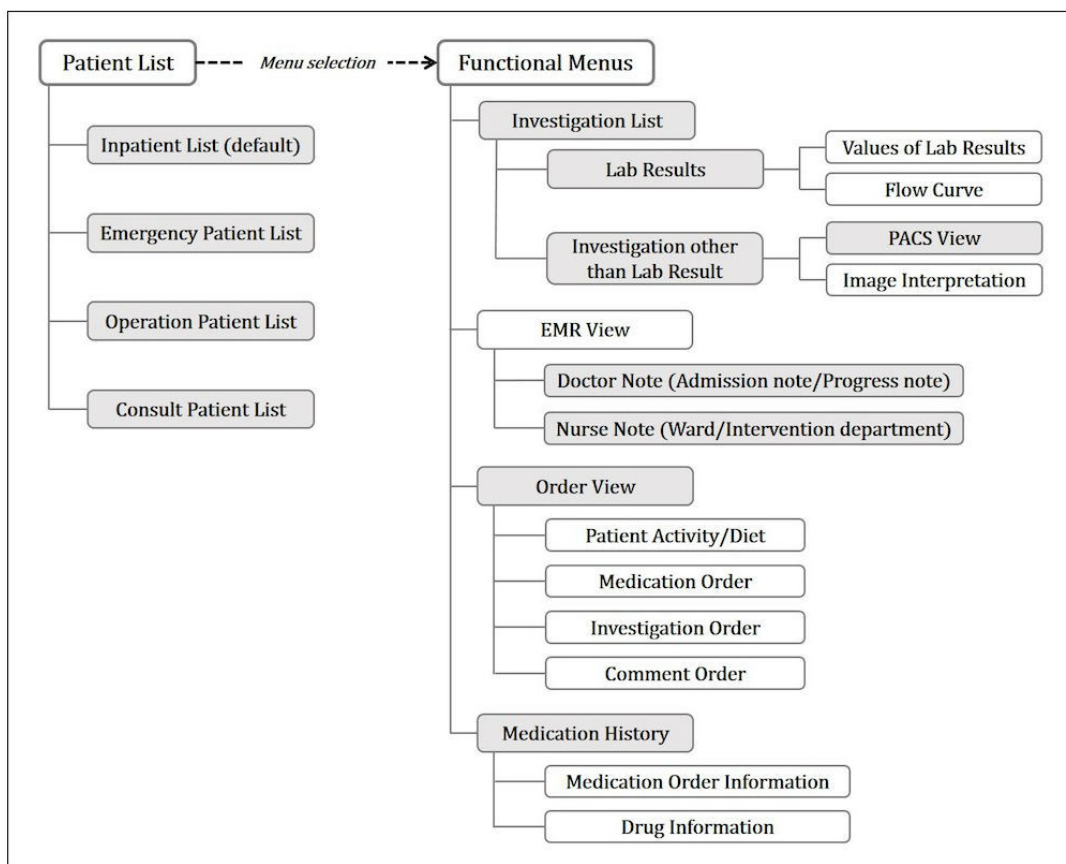 Patient List
Menu selection
Functional Menus
Inpatient List (default)
Emergency Patient List
Operation Patient List
Consult Patient List
Investigation List
Lab Results
Values of Lab Results
Flow Curve
Investigation other
than Lab Result
PACS View
Image Interpretation
EMR View
Doctor Note (Admission note/Progress note)
Nurse Note (Ward/Intervention department)
Order View
Patient Activity/Diet
Medication Order
Investigation Order
Comment Order
Medication History
Medication Order Information
Drug Information